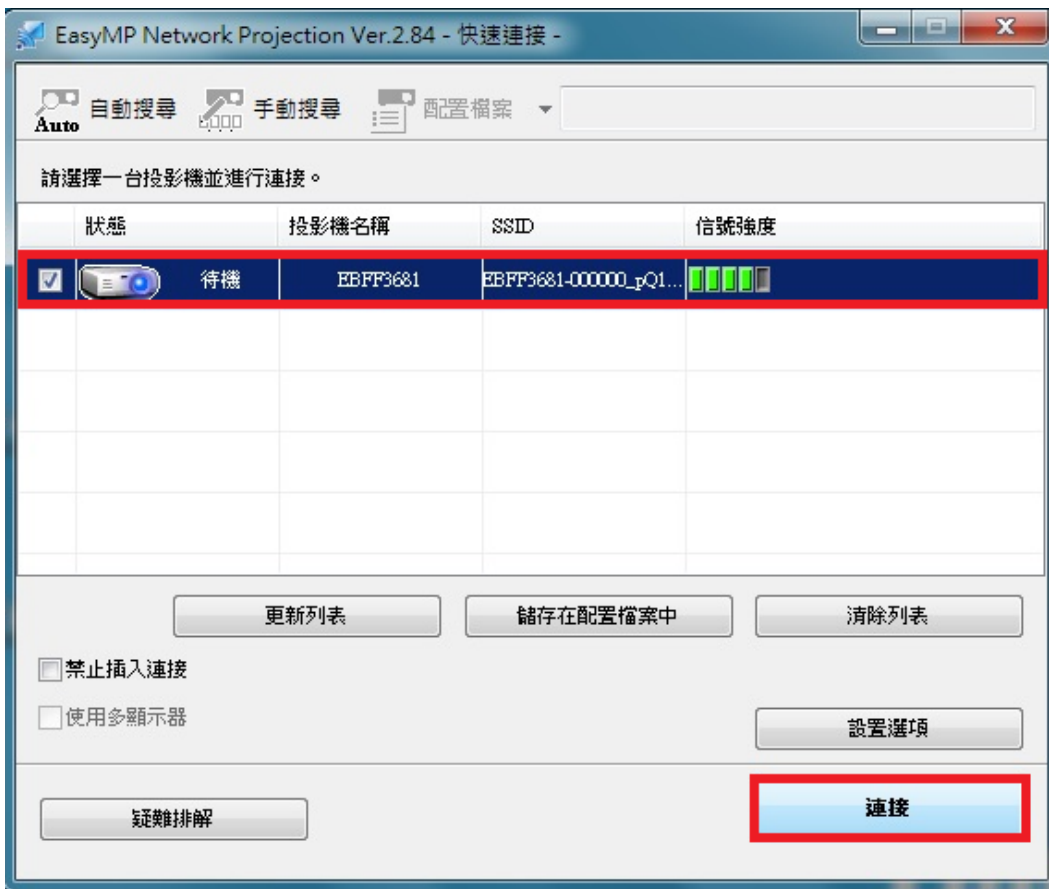 EasyMP Network Projection Ver.2.84 - 快速連接 -
Auto 自動搜尋 手動搜尋 配置檔案
請選擇一台投影機並進行連接。
狀態 投影機名稱 SSID 信號強度
待機 EBFF3681 EBFF3681-000000_pQ1...
更新列表 儲存在配置檔案中 清除列表
禁止插入連接
使用多顯示器
設置選項
疑難排解 連接